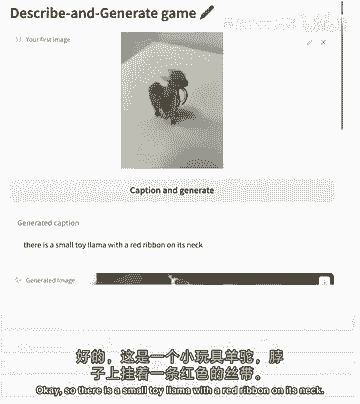 Describe-and-Generate game
Your first image
Caption and generate
Generated caption
there is a small toy llama with a red ribbon on its neck
Generated Image
好的，这是一个小玩具羊驼，脖
子上挂着一条红色的丝带。
Okay, so there is a small toy llama with a red ribbon on its neck.